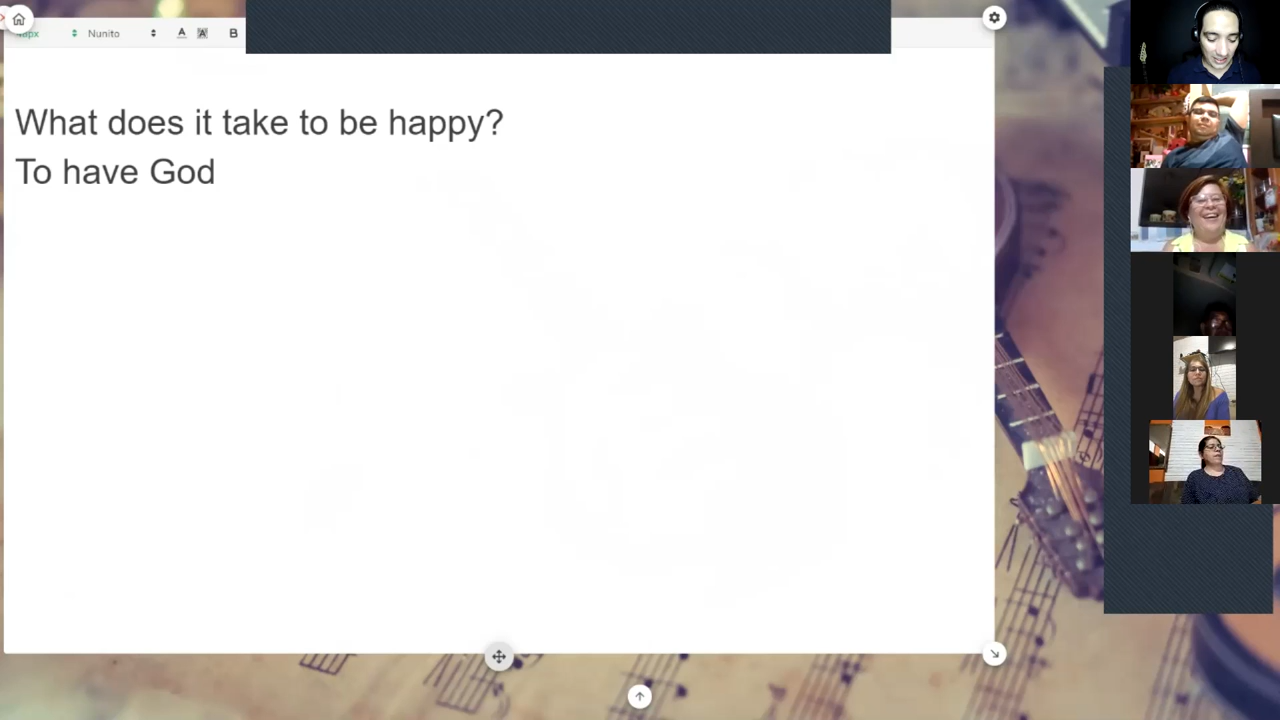 Nunito
A
A
B
What does it take to be happy?
To have God